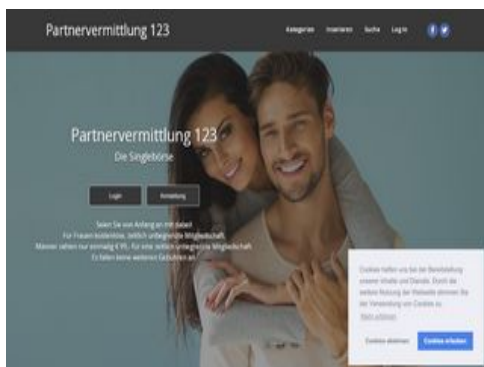 Partnervermittlung 123
Kategorien Inserieren Suche Log In
Partnervermittlung 123
Die Singlebörse
Login Anmeldung
Seien Sie von Anfang an mit dabei!
Für Frauen kostenlose, zeitlich unbegrenzte Mitgliedschaft.
Männer zahlen nur einmalig € 95,- für eine zeitlich unbegrenzte Mitgliedschaft.
Es fallen keine weiteren Gebühren an.
Cookies helfen uns bei der Bereitstellung
unserer Inhalte und Dienste. Durch die
weitere Nutzung der Webseite stimmen Sie
der Verwendung von Cookies zu.
Mehr erfahren
Cookies ablehnen Cookies erlauben